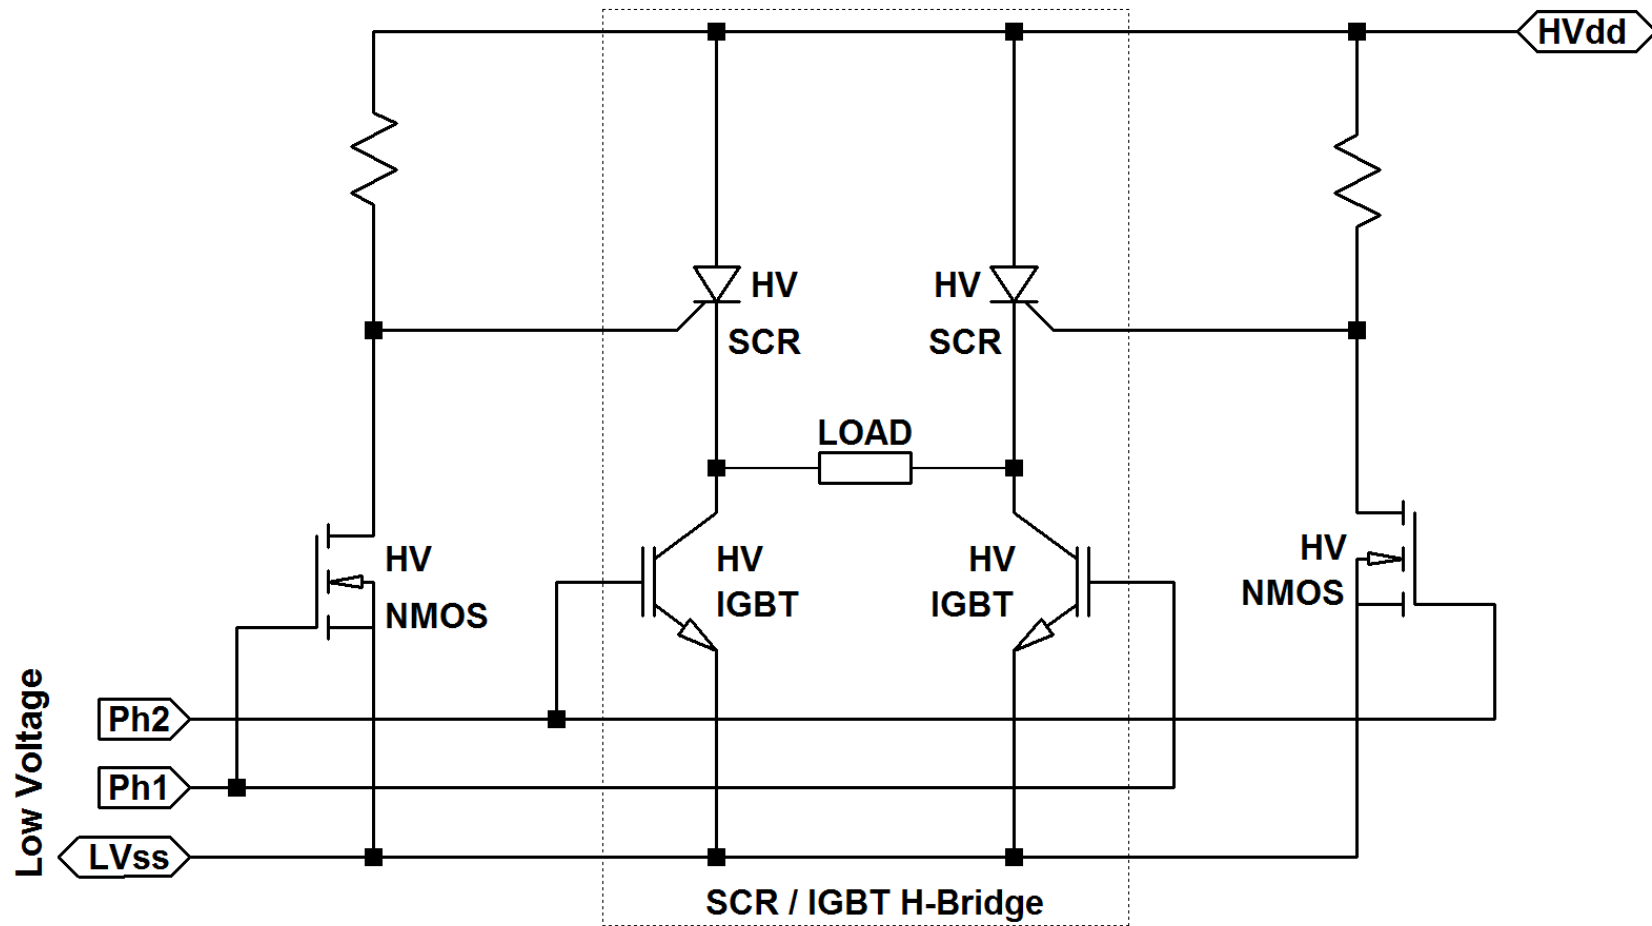 HVdd
HV
SCR
HV
SCR
LOAD
HV
NMOS
HV
IGBT
HV
IGBT
HV
NMOS
Low Voltage
Ph2
Ph1
LVss
SCR / IGBT H-Bridge